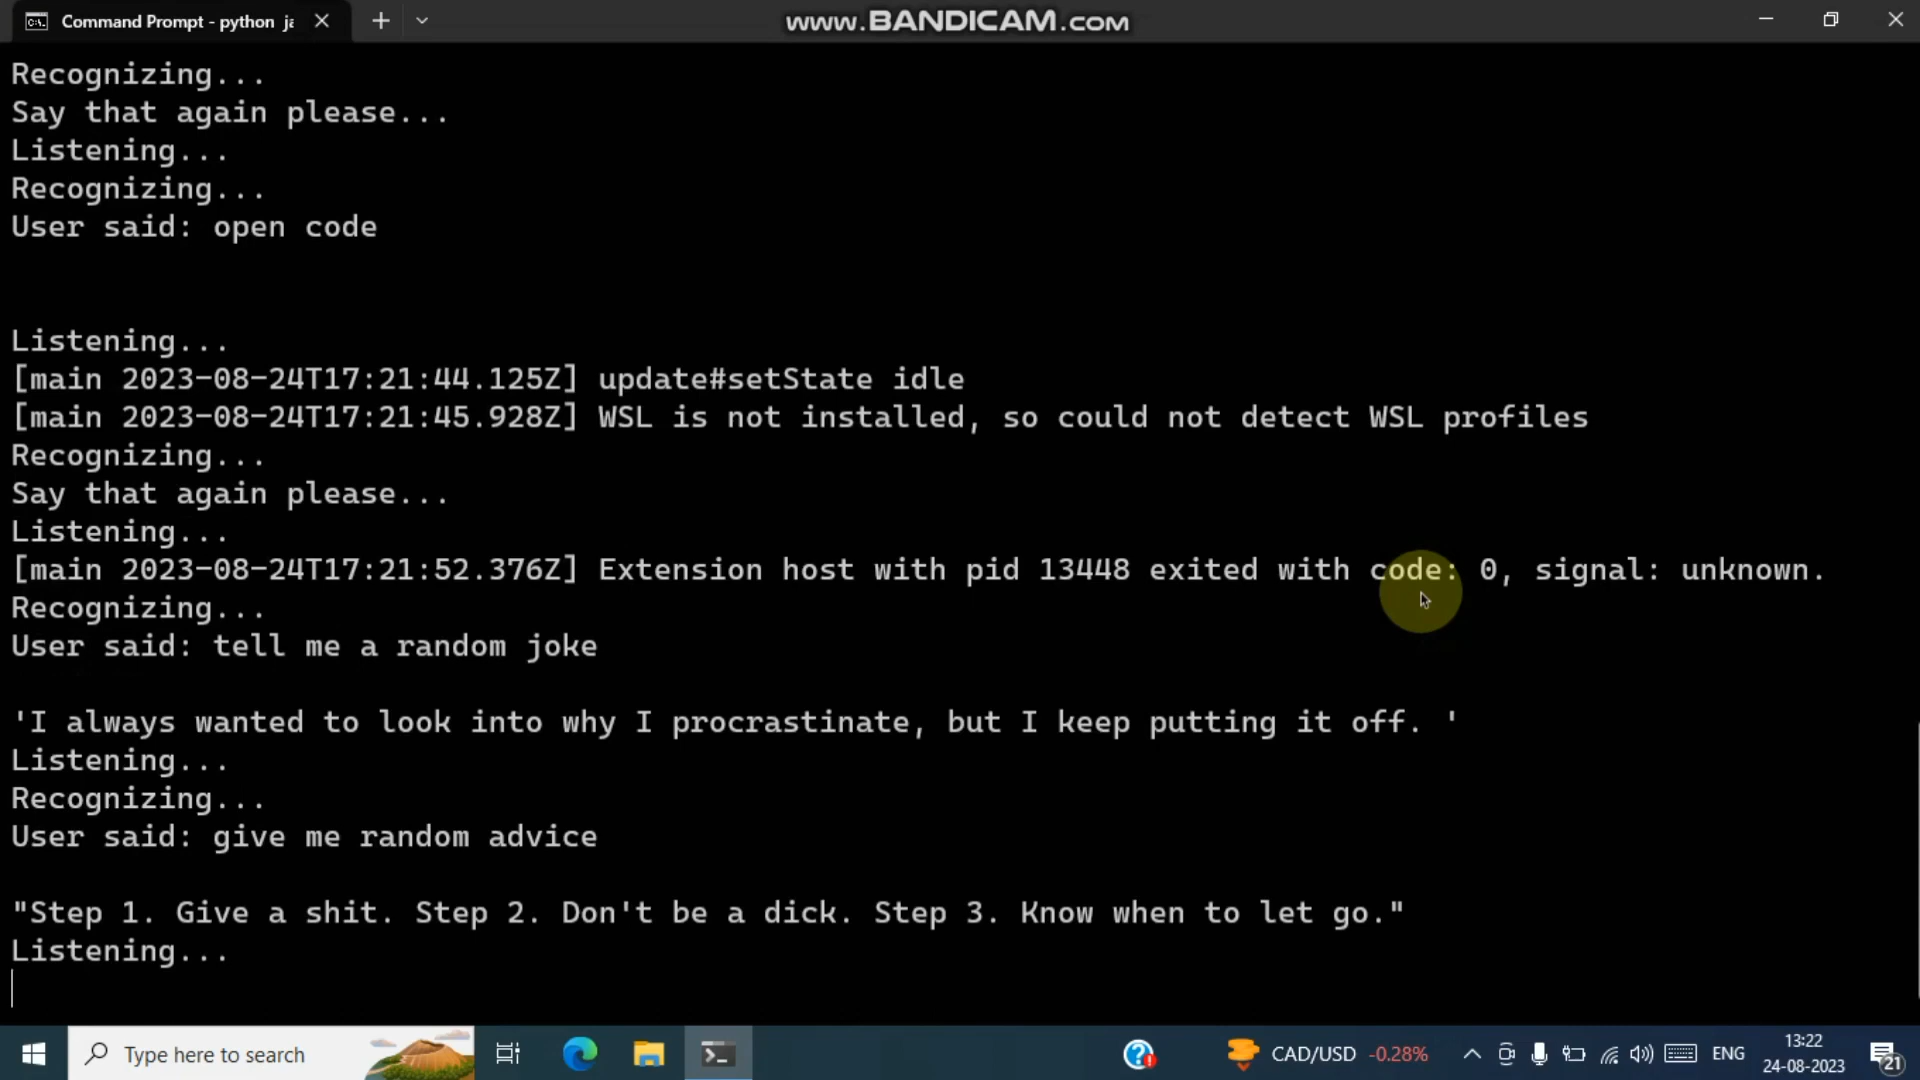 Command Prompt - python ja
www.BANDICAM.com
Recognizing...
Say that again please...
Listening...
Recognizing...
User said: open code
Listening...
[main 2023-08-24T17:21:44.125Z] update#setState idle
[main 2023-08-24T17:21:45.928Z] WSL is not installed, so could not detect WSL profiles
Recognizing...
Say that again please...
Listening...
[main 2023-08-24T17:21:52.376Z] Extension host with pid 13448 exited with code: 0, signal: unknown.
Recognizing...
User said: tell me a random joke
'I always wanted to look into why I procrastinate, but I keep putting it off. '
Listening...
Recognizing...
User said: give me random advice
"Step 1. Give a shit. Step 2. Don't be a dick. Step 3. Know when to let go."
Listening...
Type here to search
CAD/USD -0.28%
ENG
13:22
24-08-2023
21